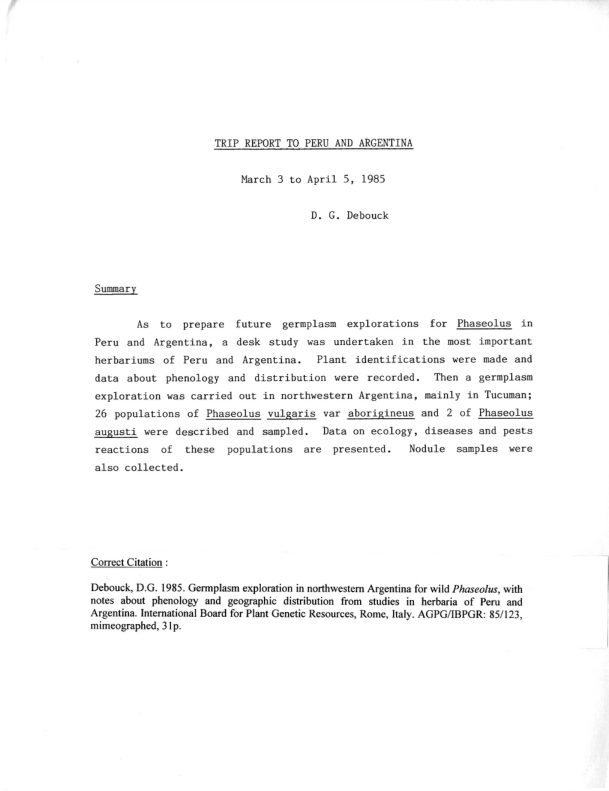 TRIP REPORT TO PERU AND ARGENTINA
March 3 to April 5, 1985
D. G. Debouck
Summary
As to prepare future germplasm explorations for Phaseolus in
Peru and Argentina, a desk study was undertaken in the most important
herbariums of Peru and Argentina. Plant identifications were made and
data about phenology and distribution were recorded. Then a germplasm
exploration was carried out in northwestern Argentina, mainly in Tucuman;
26 populations of Phaseolus vulgaris var aborigineus and 2 of Phaseolus
augusti were described and sampled. Data on ecology, diseases and pests
reactions of these populations are presented. Nodule samples were
also collected.
Correct Citation :
Debouck, D.G. 1985. Germplasm exploration in northwestern Argentina for wild Phaseolus, with
notes about phenology and geographic distribution from studies in herbaria of Peru and
Argentina. International Board for Plant Genetic Resources, Rome, Italy. AGPG/IBPGR: 85/123,
mimeographed, 31p.